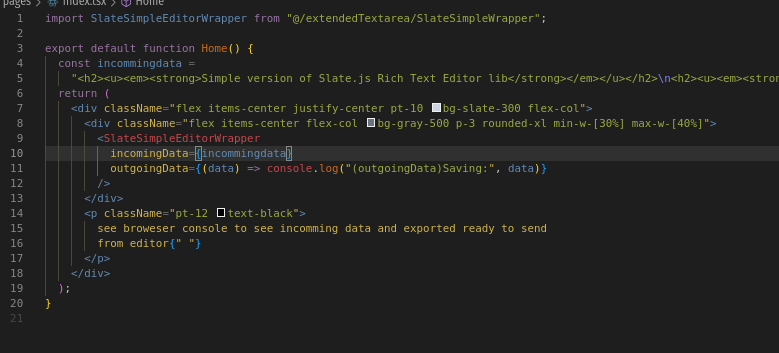 pages > index.tsx > Home
1 import SlateSimpleEditorWrapper from "@/extendedTextarea/SlateSimpleWrapper";
2
3 export default function Home() {
4 const incommingdata =
5 "<h2><u><em><strong>Simple version of Slate.js Rich Text Editor lib</strong></em></u></h2>\n<h2><u><em><stron
6 return (
7 <div className="flex items-center justify-center pt-10 bg-slate-300 flex-col">
8 <div className="flex items-center flex-col bg-gray-500 p-3 rounded-xl min-w-[30%] max-w-[40%]">
9 <SlateSimpleEditorWrapper
10 incomingData={incommingdata}
11 outgoingData={(data) => console.log("(outgoingData)Saving:", data)}
12 />
13 </div>
14 <p className="pt-12 text-black">
15 see broweser console to see incomming data and exported ready to send
16 from editor{" "}
17 </p>
18 </div>
19 );
20 }
21